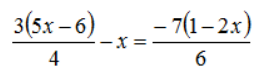 3(5x − 6)/4 − x = −7(1 − 2x)/6